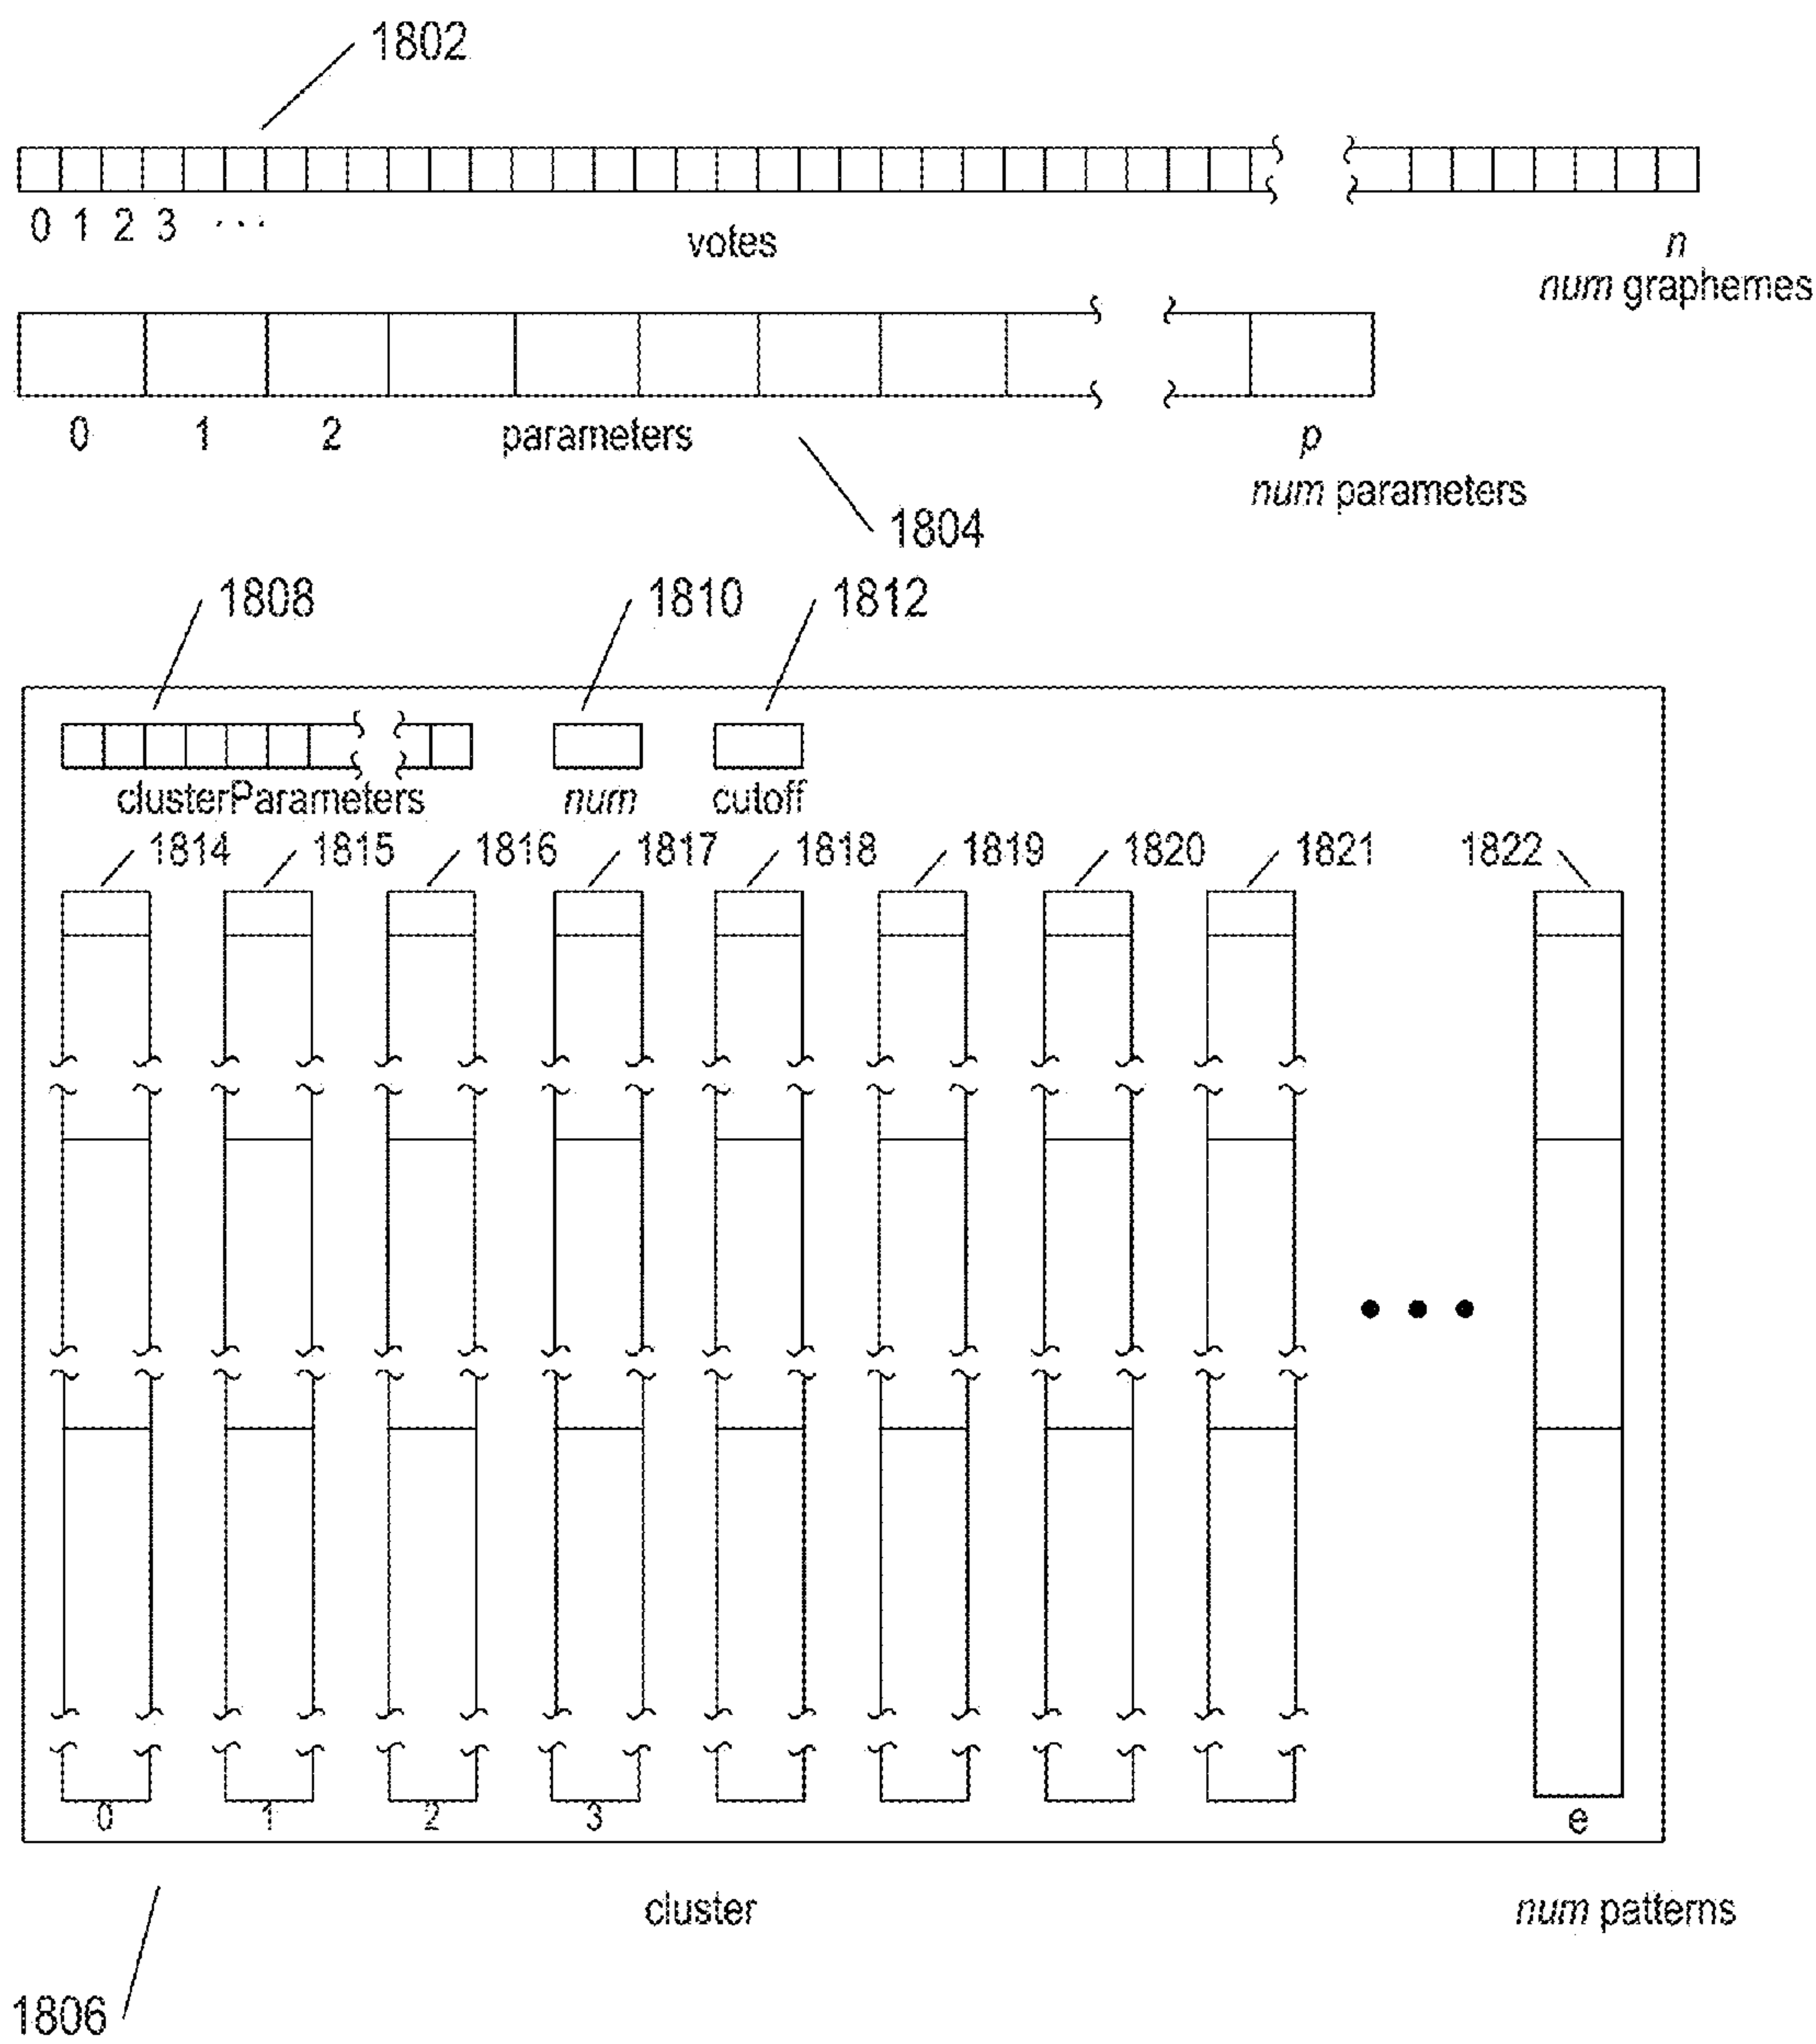 1802
0 1 2 3 ...
votes
n
num graphemes
0 1 2 parameters p
num parameters
1804
1808 1810 1812
clusterParameters num cutoff
1814 1815 1816 1817 1818 1819 1820 1821 1822
0 1 2 3 e
cluster num patterns
1806